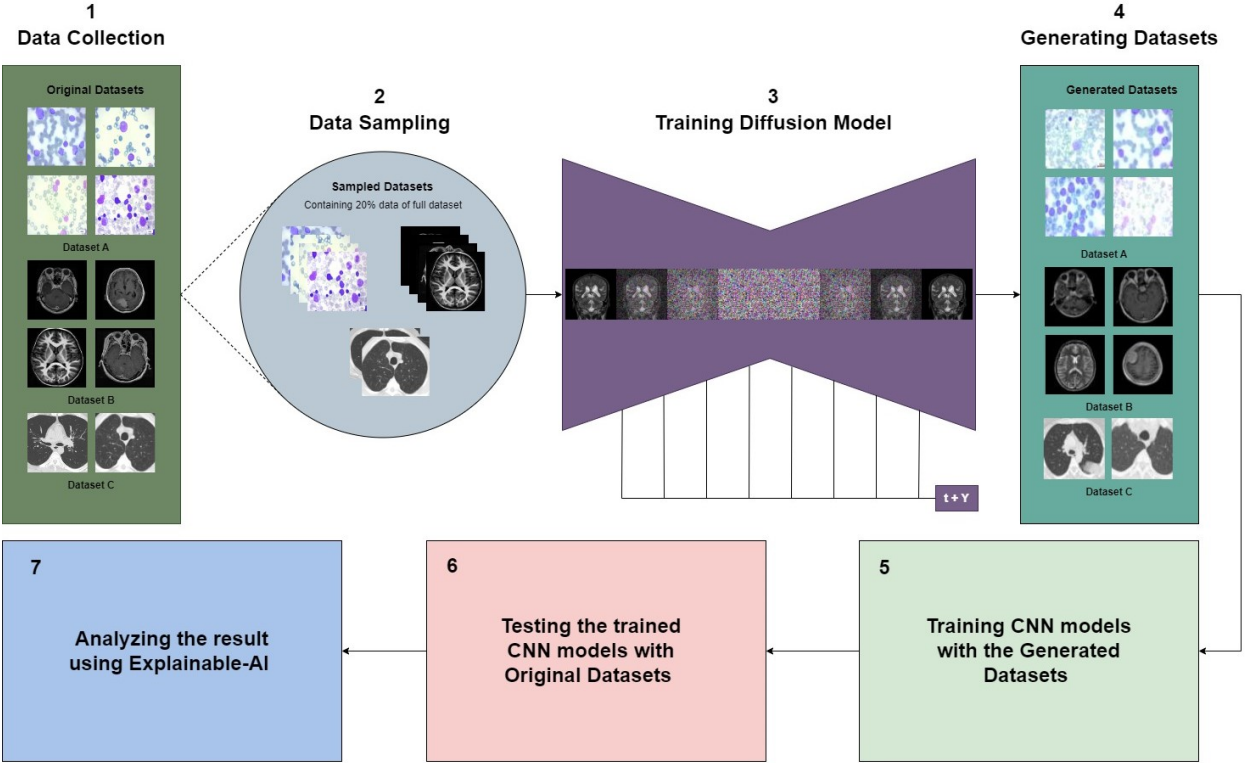 1
Data Collection
Original Datasets
Dataset A
Dataset B
Dataset C
2
Data Sampling
Sampled Datasets
Containing 20% data of full dataset
3
Training Diffusion Model
t + Y
4
Generating Datasets
Generated Datasets
Dataset A
Dataset B
Dataset C
5
Training CNN models
with the Generated
Datasets
6
Testing the trained
CNN models with
Original Datasets
7
Analyzing the result
using Explainable-AI